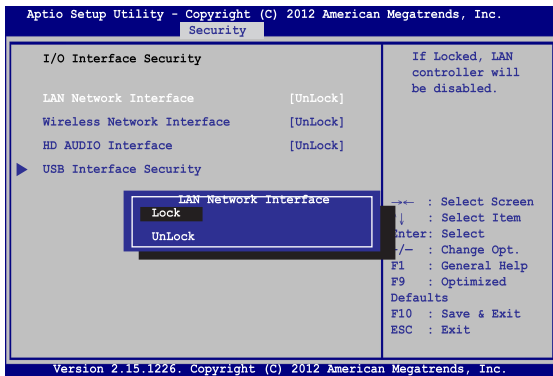 Aptio Setup Utility - Copyright (C) 2012 American Megatrends, Inc.
Security
I/O Interface Security
LAN Network Interface [UnLock]
Wireless Network Interface [UnLock]
HD AUDIO Interface [UnLock]
USB Interface Security
LAN Network Interface
Lock
UnLock
If Locked, LAN
controller will
be disabled.
→← : Select Screen
↓ : Select Item
Enter: Select
/— : Change Opt.
F1 : General Help
F9 : Optimized
Defaults
F10 : Save & Exit
ESC : Exit
Version 2.15.1226. Copyright (C) 2012 American Megatrends, Inc.